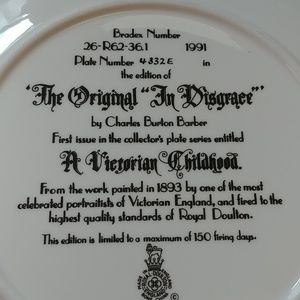 Bradex Number
26-R62-36.1 1991
Plate Number 4332E in
the edition of
'The Original "In Disgrace"'
by Charles Burton Barber
First issue in the collector's plate series entitled
A Victorian Childhood.
From the work painted in 1893 by one of the most
celebrated portraitists of Victorian England, and fired to the
highest quality standards of Royal Doulton.
This edition is limited to a maximum of 150 firing days.